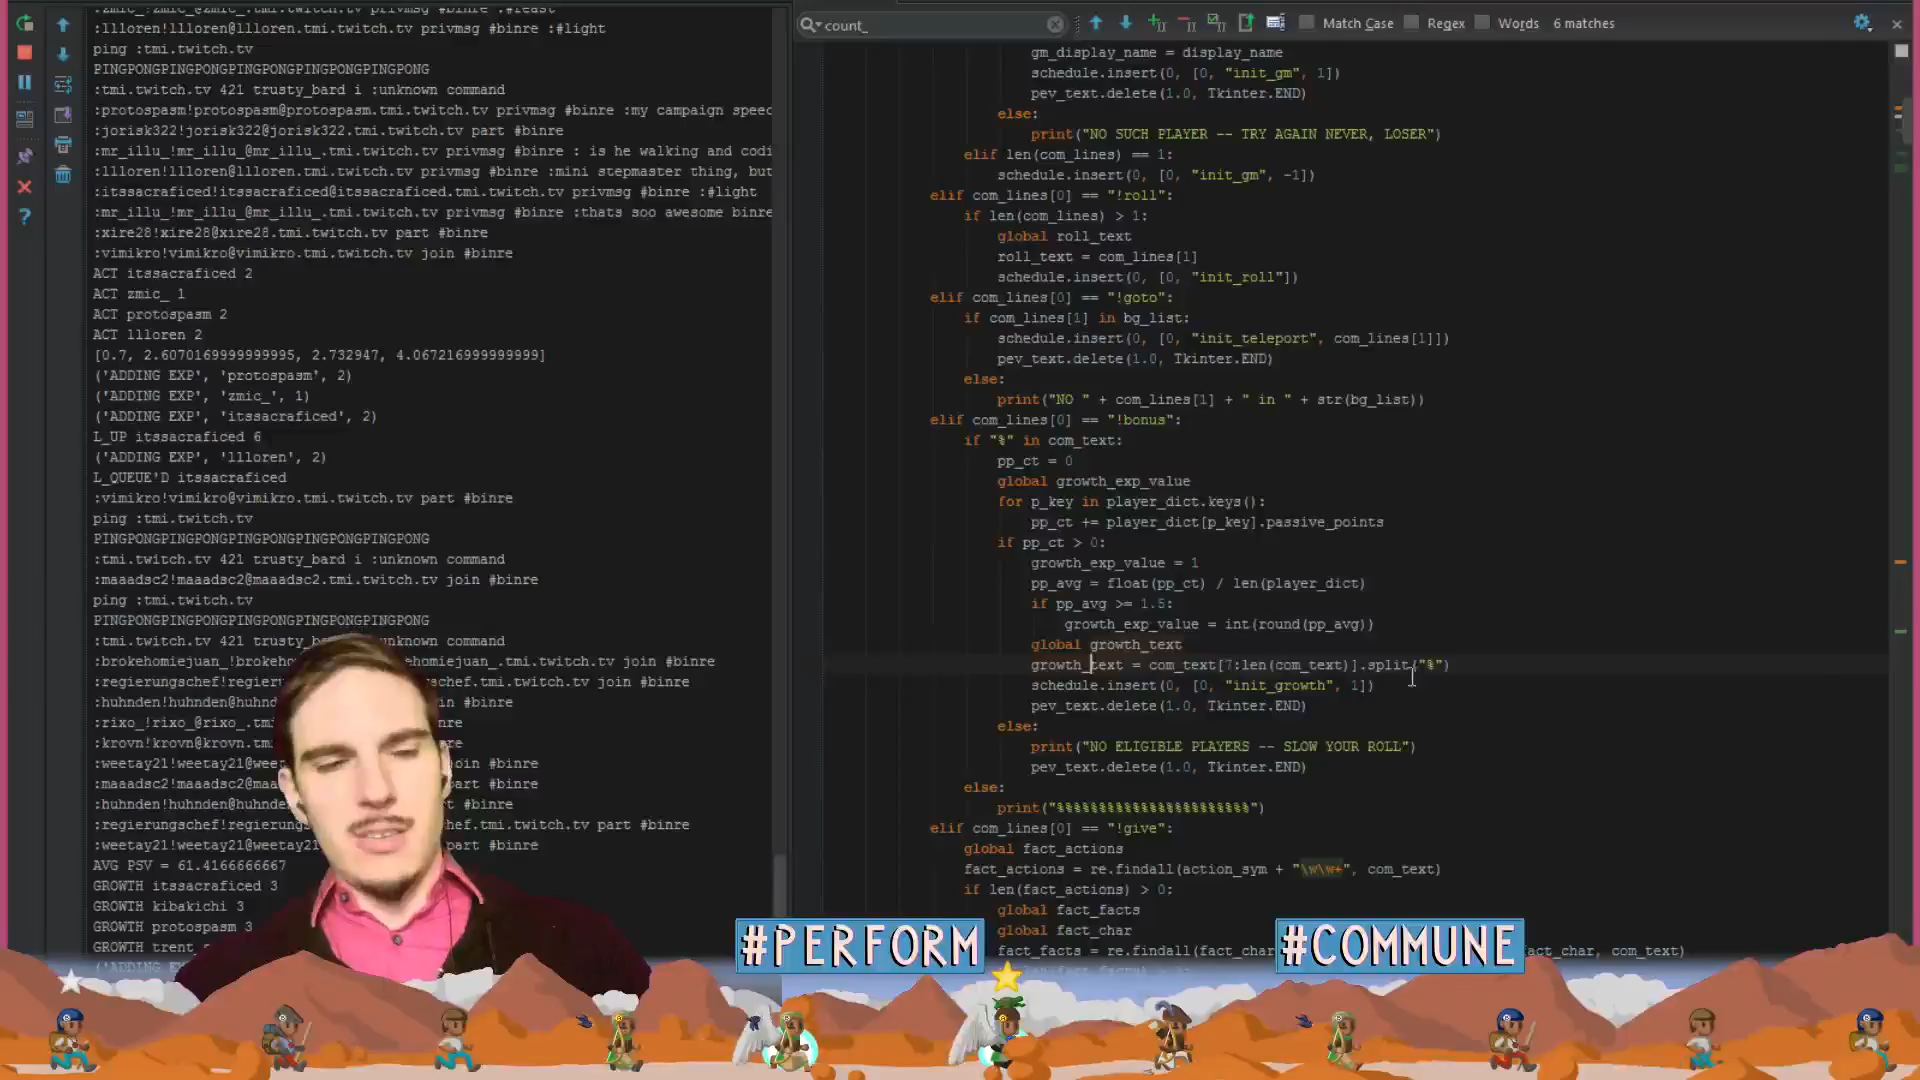 :zmic_!zmic_@zmic_.tmi.twitch.tv privmsg #binre :#feast
:llloren!llloren@llloren.tmi.twitch.tv privmsg #binre :#light
ping :tmi.twitch.tv
PINGPONGPINGPONGPINGPONGPINGPONGPINGPONG
:tmi.twitch.tv 421 trusty_bard i :unknown command
:protospasm!protospasm@protospasm.tmi.twitch.tv privmsg #binre :my campaign speec
:jorisk322!jorisk322@jorisk322.tmi.twitch.tv part #binre
:mr_illu_!mr_illu_@mr_illu_.tmi.twitch.tv privmsg #binre : is he walking and codi
:llloren!llloren@llloren.tmi.twitch.tv privmsg #binre :mini stepmaster thing, but
:itssacraficed!itssacraficed@itssacraficed.tmi.twitch.tv privmsg #binre :#light
:mr_illu_!mr_illu_@mr_illu_.tmi.twitch.tv privmsg #binre :thats soo awesome binre
:xire28!xire28@xire28.tmi.twitch.tv part #binre
:vimikro!vimikro@vimikro.tmi.twitch.tv join #binre
ACT itssacraficed 2
ACT zmic_ 1
ACT protospasm 2
ACT llloren 2
[0.7, 2.6070169999999995, 2.732947, 4.067216999999999]
('ADDING EXP', 'protospasm', 2)
('ADDING EXP', 'zmic_', 1)
('ADDING EXP', 'itssacraficed', 2)
L_UP itssacraficed 6
('ADDING EXP', 'llloren', 2)
L_QUEUE'D itssacraficed
:vimikro!vimikro@vimikro.tmi.twitch.tv part #binre
ping :tmi.twitch.tv
PINGPONGPINGPONGPINGPONGPINGPONGPINGPONG
:tmi.twitch.tv 421 trusty_bard i :unknown command
:maaadsc2!maaadsc2@maaadsc2.tmi.twitch.tv join #binre
ping :tmi.twitch.tv
PINGPONGPINGPONGPINGPONGPINGPONGPINGPONG
:tmi.twitch.tv 421 trusty_ba unknown command
:brokehomiejuan_!brokeho ehomiejuan_.tmi.twitch.tv join #binre
:regierungschef!regierungs chef.tmi.twitch.tv join #binre
:huhnden!huhnden@huhnden in #binre
:rixo_!rixo_@rixo_.tmi nre
:krovn!krovn@krovn.tmi re
:weetay21!weetay21@wee join #binre
:maaadsc2!maaadsc2@maa part #binre
:huhnden!huhnden@huhnde t #binre
:regierungschef!regierungs hef.tmi.twitch.tv part #binre
:weetay21!weetay21@weetay2 part #binre
AVG PSV = 61.4166666667
GROWTH itssacraficed 3
GROWTH kibakichi 3
GROWTH protospasm 3
GROWTH trent_
('ADDING EX
count_
Match Case
Regex
Words
6 matches
gm_display_name = display_name
schedule.insert(0, [0, "init_gm", 1])
pev_text.delete(1.0, Tkinter.END)
else:
print("NO SUCH PLAYER -- TRY AGAIN NEVER, LOSER")
elif len(com_lines) == 1:
schedule.insert(0, [0, "init_gm", -1])
elif com_lines[0] == "!roll":
if len(com_lines) > 1:
global roll_text
roll_text = com_lines[1]
schedule.insert(0, [0, "init_roll"])
elif com_lines[0] == "!goto":
if com_lines[1] in bg_list:
schedule.insert(0, [0, "init_teleport", com_lines[1]])
pev_text.delete(1.0, Tkinter.END)
else:
print("NO " + com_lines[1] + " in " + str(bg_list))
elif com_lines[0] == "!bonus":
if "%" in com_text:
pp_ct = 0
global growth_exp_value
for p_key in player_dict.keys():
pp_ct += player_dict[p_key].passive_points
if pp_ct > 0:
growth_exp_value = 1
pp_avg = float(pp_ct) / len(player_dict)
if pp_avg >= 1.5:
growth_exp_value = int(round(pp_avg))
global growth_text
growth_text = com_text[7:len(com_text)].split("%")
schedule.insert(0, [0, "init_growth", 1])
pev_text.delete(1.0, Tkinter.END)
else:
print("NO ELIGIBLE PLAYERS -- SLOW YOUR ROLL")
pev_text.delete(1.0, Tkinter.END)
else:
print("%%%%%%%%%%%%%%%%%%%%%%%")
elif com_lines[0] == "!give":
global fact_actions
fact_actions = re.findall(action_sym + "\w\w+", com_text)
if len(fact_actions) > 0:
global fact_facts
global fact_char
fact_facts = re.findall(fact_char act_char, com_text)
#PERFORM
#COMMUNE